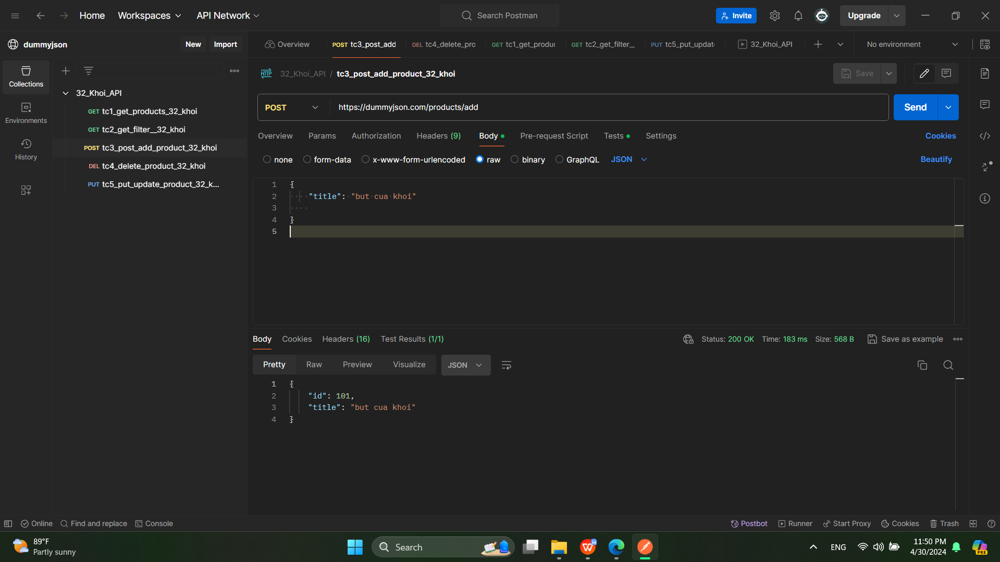 Home Workspaces API Network Search Postman Invite Upgrade
dummyjson New Import Overview POST tc3_post_add DEL tc4_delete_pro GET tc1_get_produc GET tc2_get_filter__ PUT tc5_put_updat 32_Khoi_API No environment
Collections
Environments
History
32_Khoi_API
GET tc1_get_products_32_khoi
GET tc2_get_filter__32_khoi
POST tc3_post_add_product_32_khoi
DEL tc4_delete_product_32_khoi
PUT tc5_put_update_product_32_k...
HTTP 32_Khoi_API / tc3_post_add_product_32_khoi Save
POST https://dummyjson.com/products/add Send
Overview Params Authorization Headers (9) Body Pre-request Script Tests Settings Cookies
none form-data x-www-form-urlencoded raw binary GraphQL JSON Beautify
1 {
2 "title": "but cua khoi"
3
4 }
5
Body Cookies Headers (16) Test Results (1/1) Status: 200 OK Time: 183 ms Size: 568 B Save as example
Pretty Raw Preview Visualize JSON
1 {
2 "id": 101,
3 "title": "but cua khoi"
4 }
Online Find and replace Console Postbot Runner Start Proxy Cookies Trash
89°F
Partly sunny
Search
ENG
11:50 PM
4/30/2024
PRE